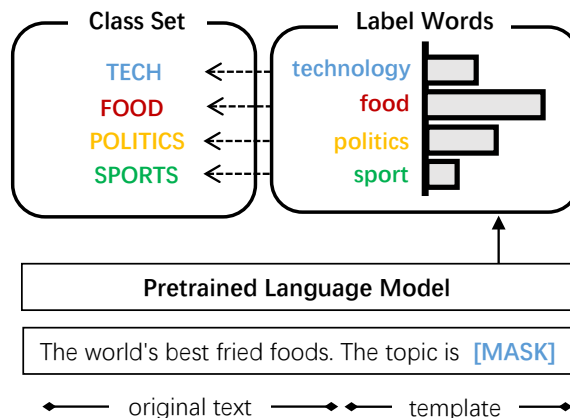 Class Set
Label Words
TECH
technology
FOOD
food
POLITICS
politics
SPORTS
sport
Pretrained Language Model
The world's best fried foods. The topic is [MASK]
original text
template